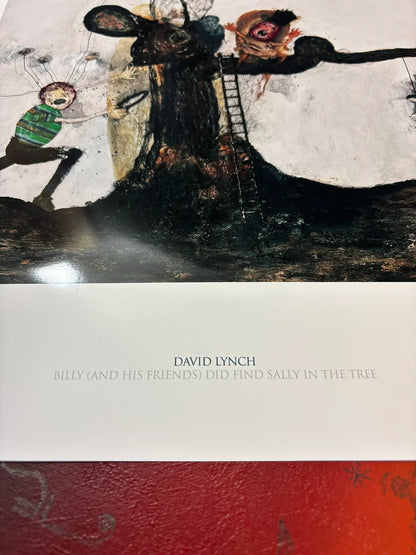 DAVID LYNCH
BILLY (AND HIS FRIENDS) DID FIND SALLY IN THE TREE